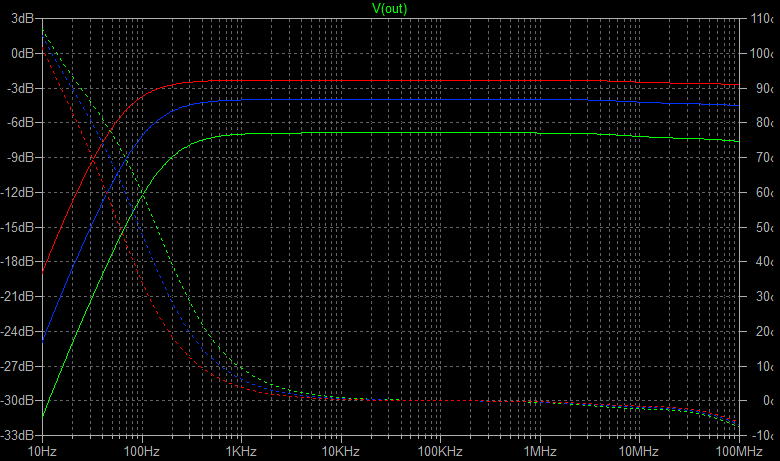 V(out)
3dB 110°
0dB 100°
-3dB 90°
-6dB 80°
-9dB 70°
-12dB 60°
-15dB 50°
-18dB 40°
-21dB 30°
-24dB 20°
-27dB 10°
-30dB 0°
-33dB -10°
10Hz 100Hz 1KHz 10KHz 100KHz 1MHz 10MHz 100MHz